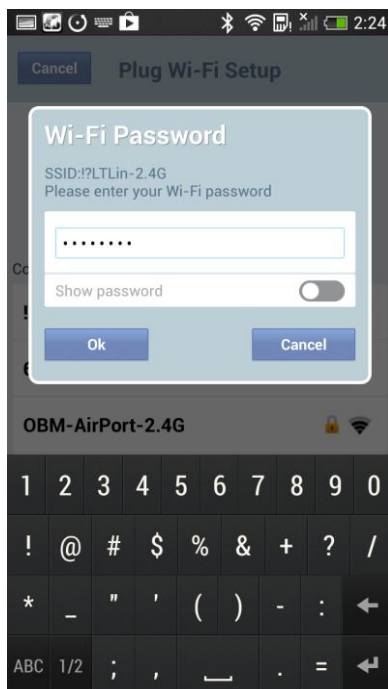 2:24
Cancel Plug Wi-Fi Setup
Wi-Fi Password
SSID:!?LTLin-2.4G
Please enter your Wi-Fi password
••••••••
Co
Show password
!
Ok Cancel
6
OBM-AirPort-2.4G
1 2 3 4 5 6 7 8 9 0
! @ # $ % & + ? /
* _ " ' ( ) - :
ABC 1/2 ; , . =